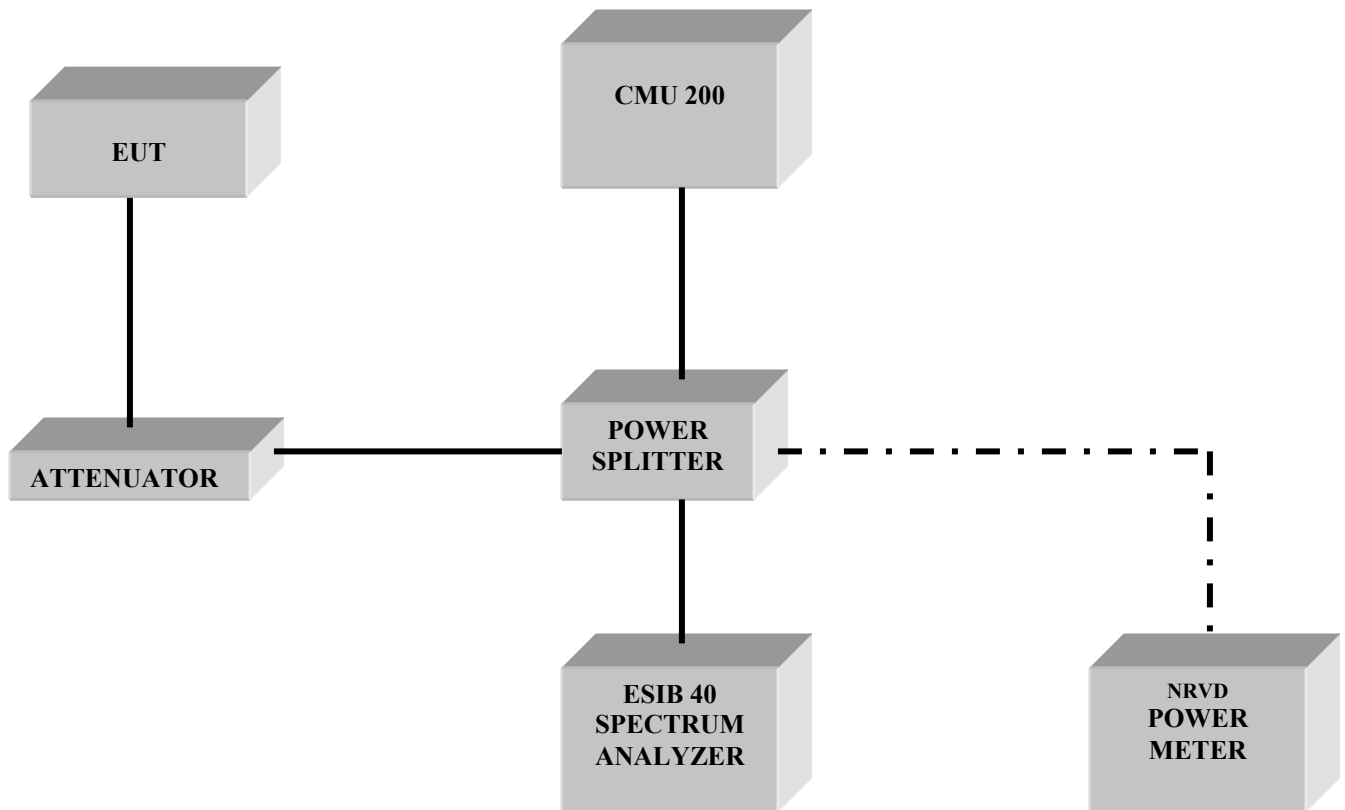 CMU 200
EUT
POWER
SPLITTER
ATTENUATOR
ESIB 40
SPECTRUM
ANALYZER
NRVD
POWER
METER